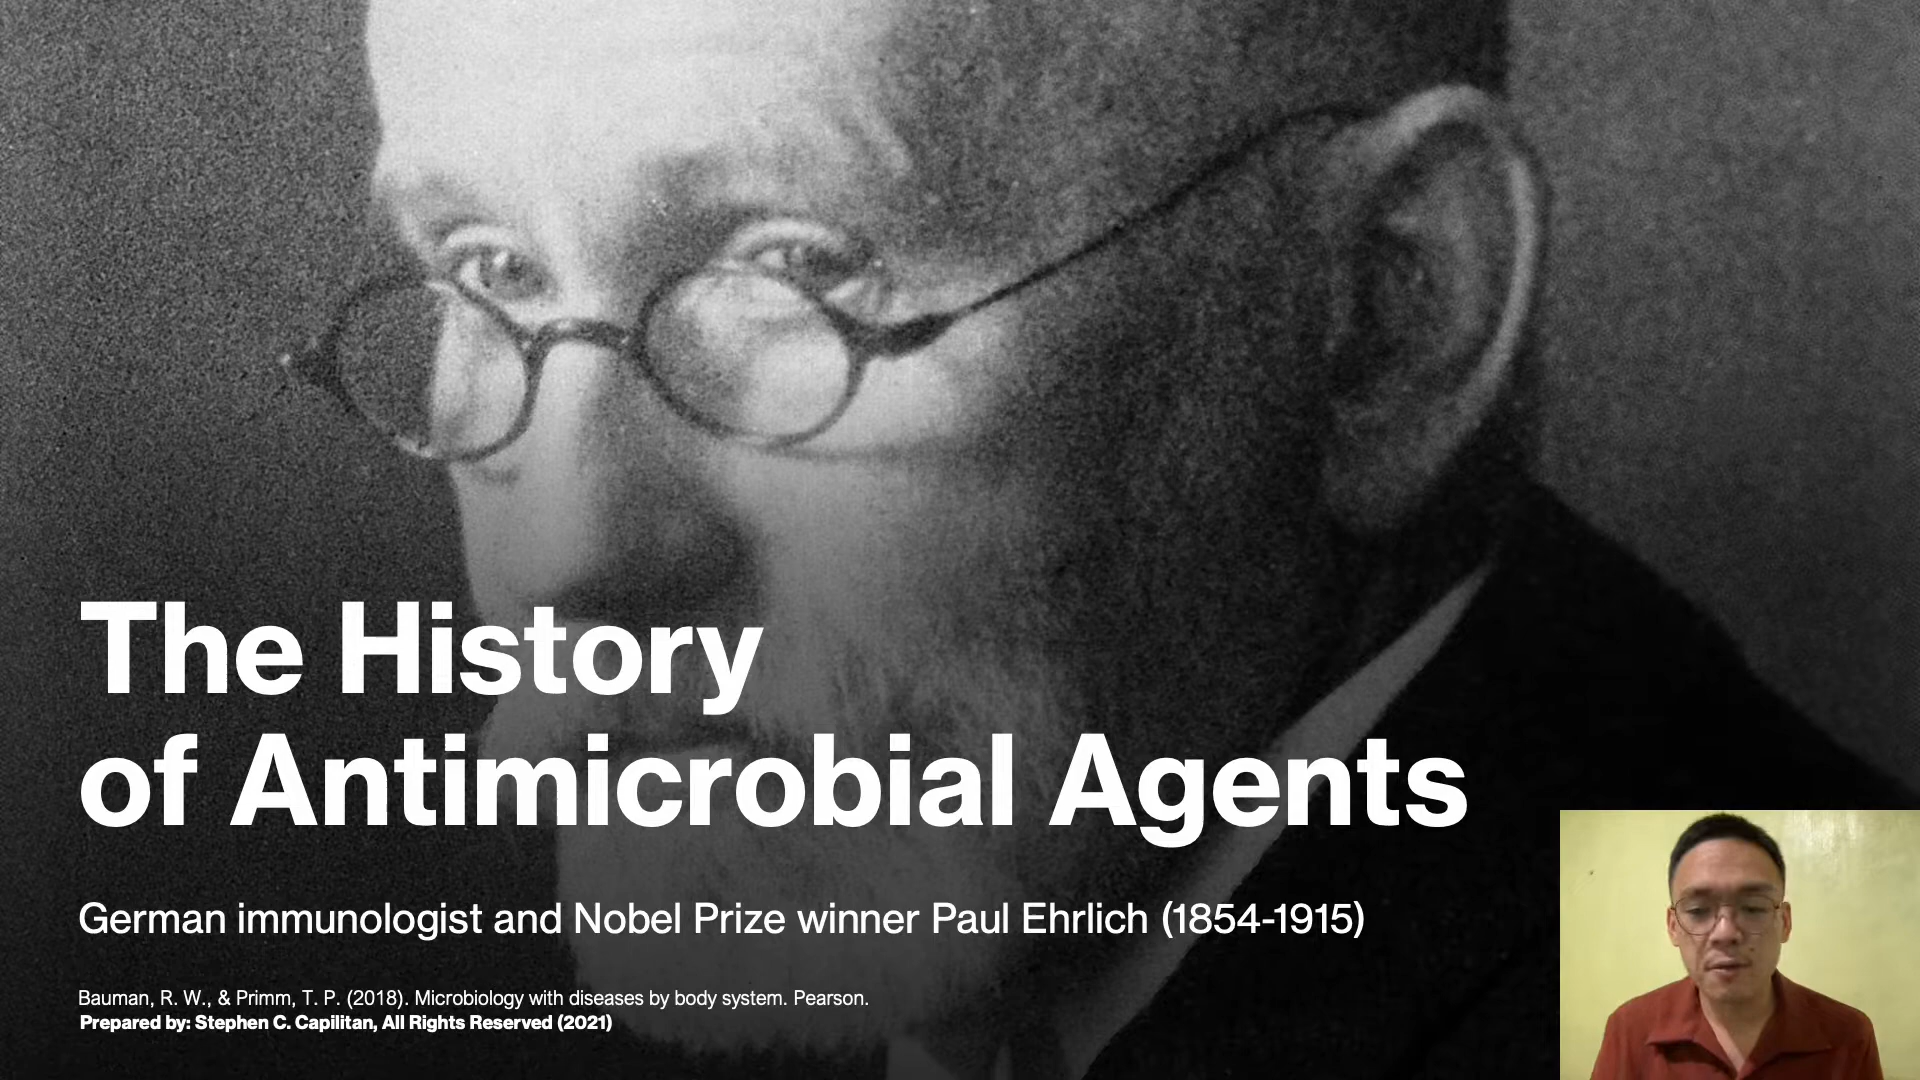 The History
of Antimicrobial Agents
German immunologist and Nobel Prize winner Paul Ehrlich (1854-1915)
Bauman, R. W., & Primm, T. P. (2018). Microbiology with diseases by body system. Pearson.
Prepared by: Stephen C. Capilitan, All Rights Reserved (2021)